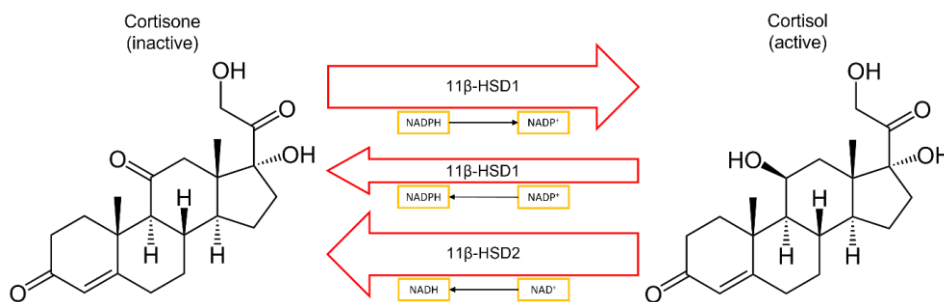 Cortisone
(inactive)
Cortisol
(active)
OH
O
O
OH
H
H
H
O
11β-HSD1
NADPH
NADP⁺
11β-HSD1
NADPH
NADP⁺
11β-HSD2
NADH
NAD⁺
OH
O
HO
OH
H
H
H
O